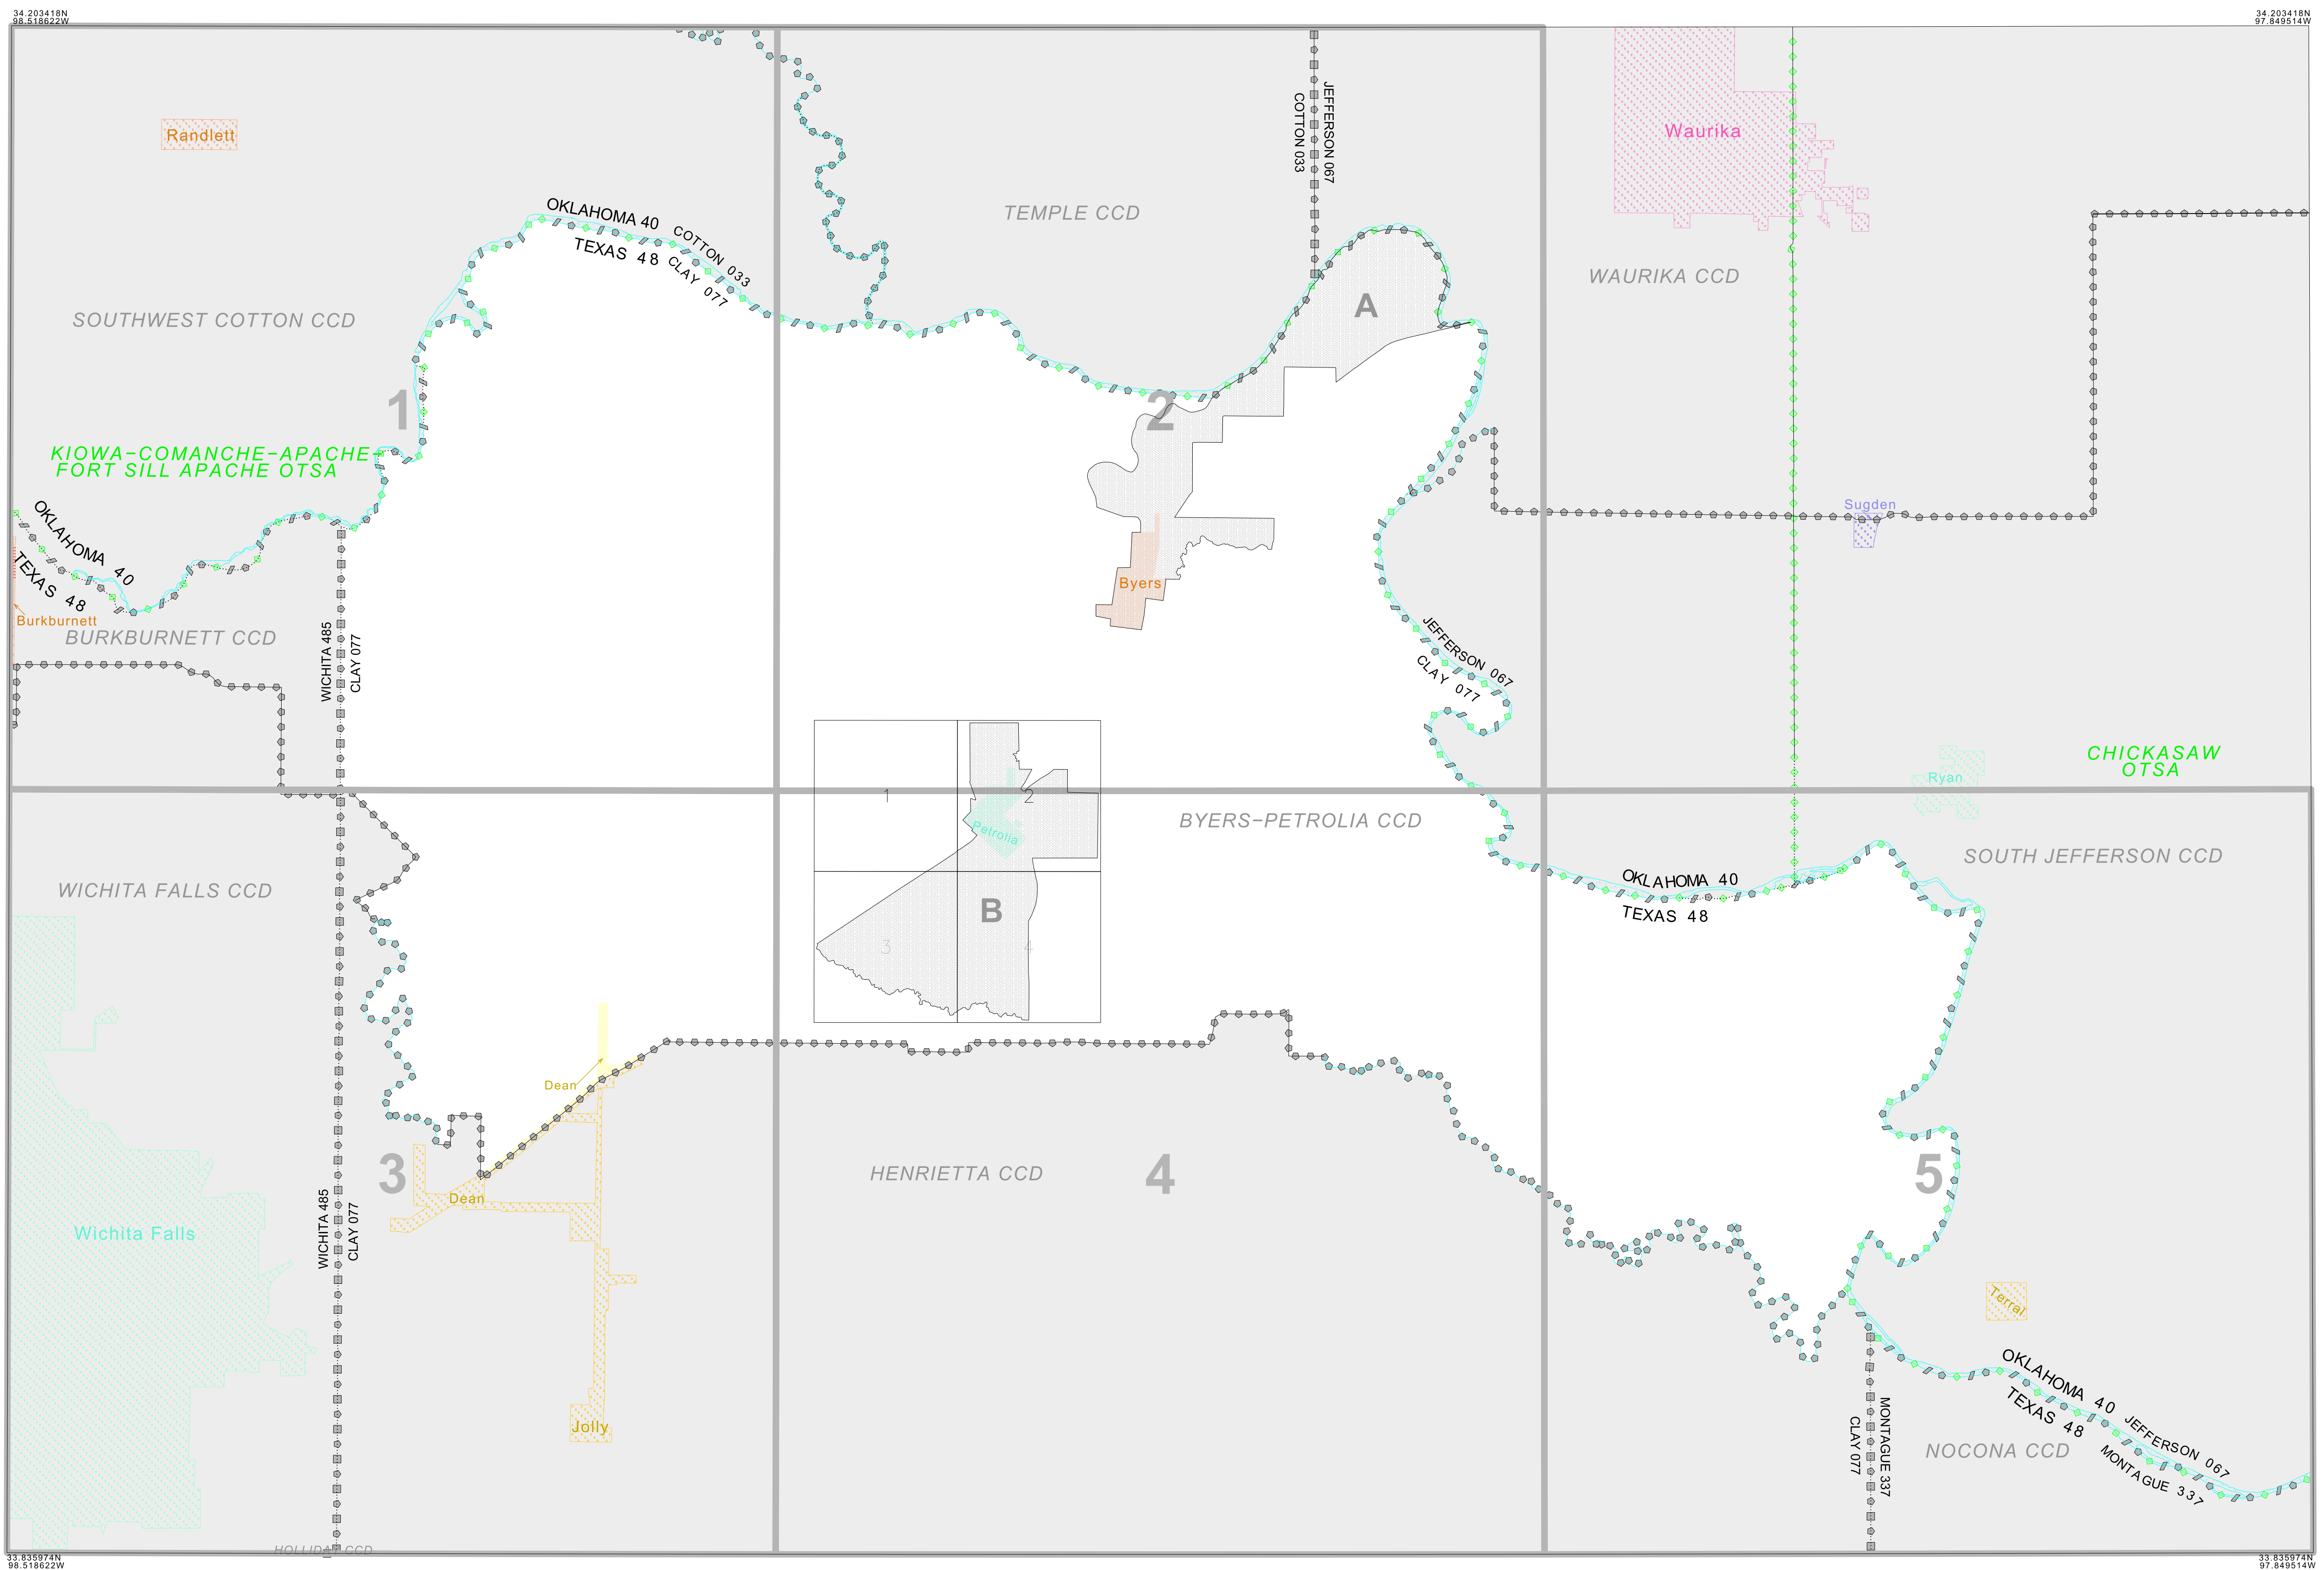 34.203418N
98.518622W
34.203418N
97.849514W
Randlett
Waurika
JEFFERSON 067
COTTON 033
TEMPLE CCD
OKLAHOMA 40
COTTON 033
TEXAS 48
CLAY 077
WAURIKA CCD
A
SOUTHWEST COTTON CCD
1
2
KIOWA-COMANCHE-APACHE-
FORT SILL APACHE OTSA
OKLAHOMA 40
TEXAS 48
Sugden
Byers
Burkburnett
BURKBURNETT CCD
WICHITA 485
CLAY 077
JEFFERSON 067
CLAY 077
CHICKASAW
OTSA
Ryan
1
2
Petrolia
BYERS-PETROLIA CCD
SOUTH JEFFERSON CCD
WICHITA FALLS CCD
OKLAHOMA 40
TEXAS 48
B
3
4
Dean
3
HENRIETTA CCD
4
5
Dean
WICHITA 485
CLAY 077
Wichita Falls
Terral
OKLAHOMA 40
JEFFERSON 067
TEXAS 48
MONTAGUE 337
Jolly
MONTAGUE 337
CLAY 077
NOCONA CCD
HOLLIDAY CCD
33.835974N
98.518622W
33.835974N
97.849514W